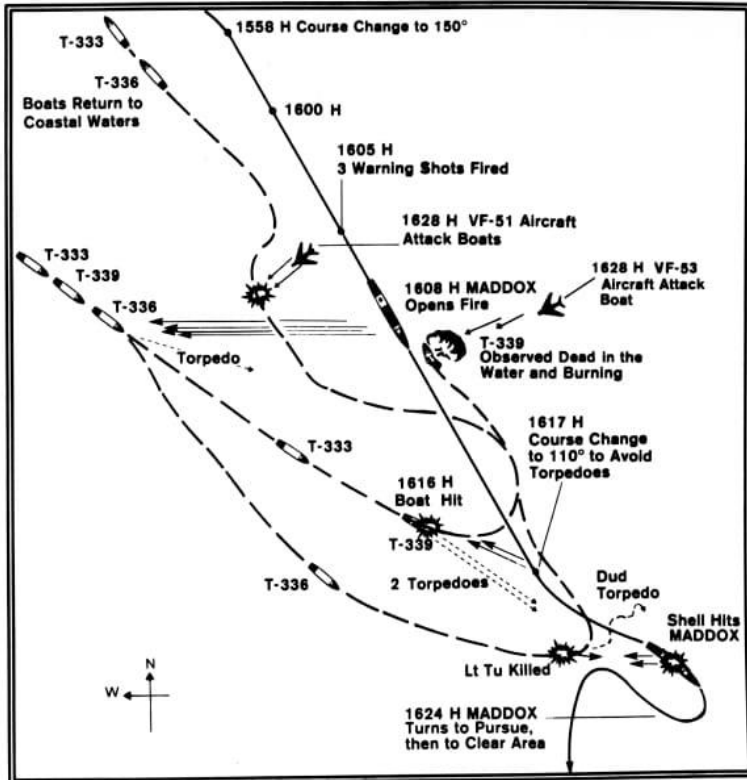 1558 H Course Change to 150°
T-333
T-336
Boats Return to
Coastal Waters
1600 H
1605 H
3 Warning Shots Fired
1628 H VF-51 Aircraft
Attack Boats
T-333
T-339
T-336
1608 H MADDOX
Opens Fire
1628 H VF-53
Aircraft Attack
Boat
T-339
Observed Dead in the
Water and Burning
Torpedo
1617 H
Course Change
to 110° to Avoid
Torpedoes
T-333
1616 H
Boat Hit
T-339
2 Torpedoes
T-336
Dud
Torpedo
Shell Hits
MADDOX
Lt Tu Killed
N
W
1624 H MADDOX
Turns to Pursue,
then to Clear Area